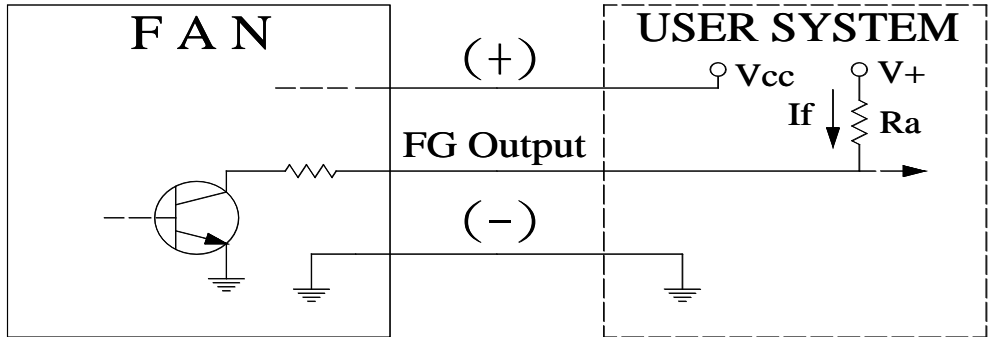 F A N
USER SYSTEM
(+)
Vcc
V+
If
Ra
FG Output
(-)